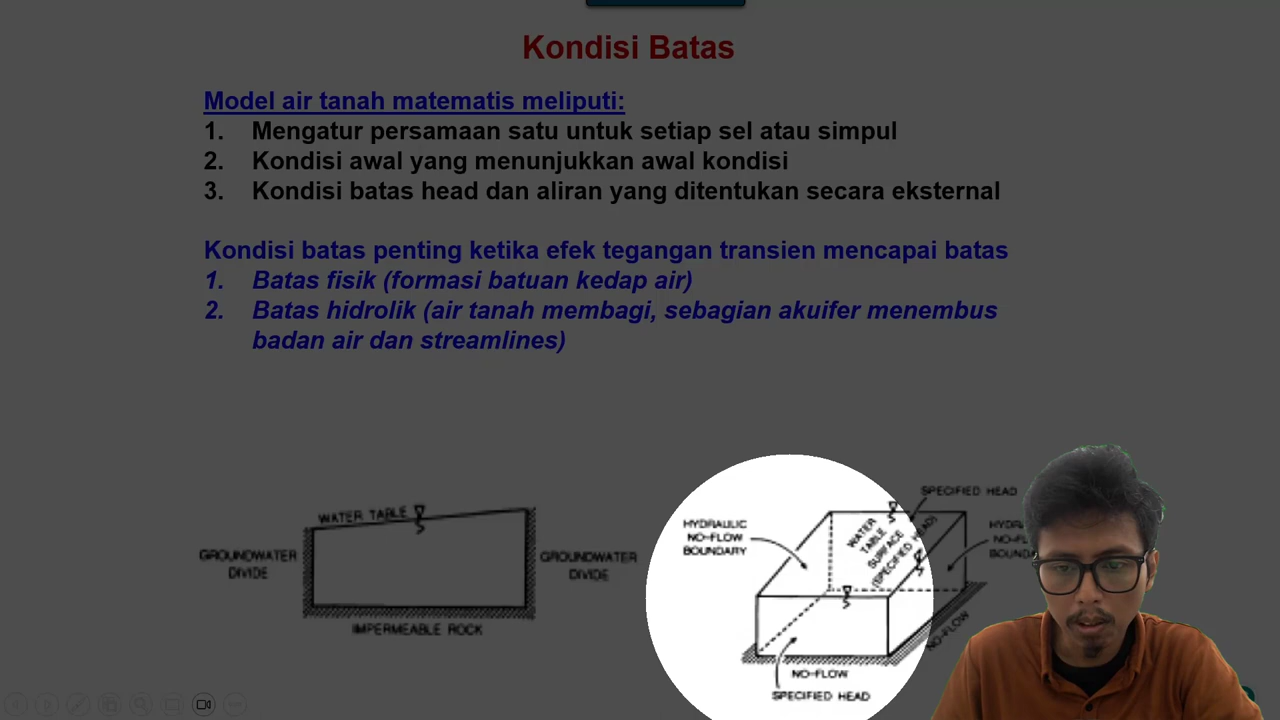 Kondisi Batas
Model air tanah matematis meliputi:
1. Mengatur persamaan satu untuk setiap sel atau simpul
2. Kondisi awal yang menunjukkan awal kondisi
3. Kondisi batas head dan aliran yang ditentukan secara eksternal
Kondisi batas penting ketika efek tegangan transien mencapai batas
1. Batas fisik (formasi batuan kedap air)
2. Batas hidrolik (air tanah membagi, sebagian akuifer menembus
badan air dan streamlines)
WATER TABLE
GROUNDWATER
DIVIDE
GROUNDWATER
DIVIDE
IMPERMEABLE ROCK
SPECIFIED HEAD
HYDRAULIC
NO-FLOW
BOUNDARY
WATER
TABLE
SURFACE
(SPECIFIED HEAD)
NO-FLOW
NO-FLOW
SPECIFIED HEAD